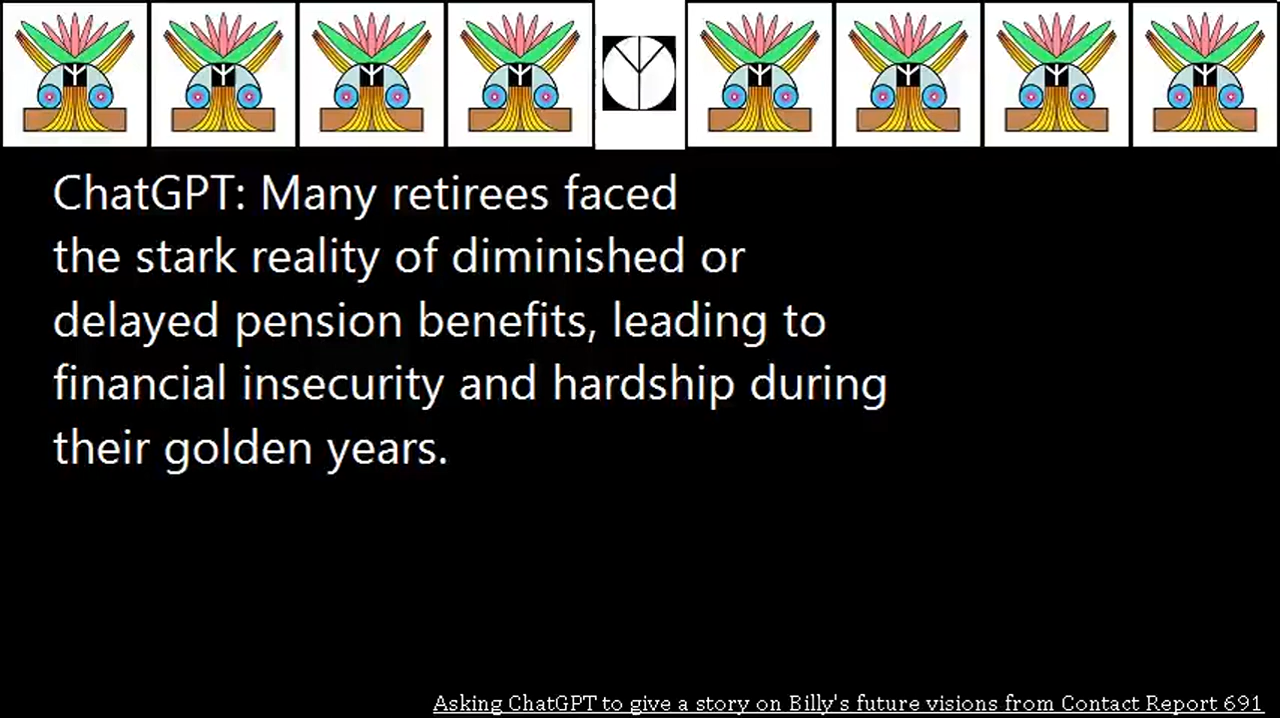 ChatGPT: Many retirees faced
the stark reality of diminished or
delayed pension benefits, leading to
financial insecurity and hardship during
their golden years.
Asking ChatGPT to give a story on Billy's future visions from Contact Report 691